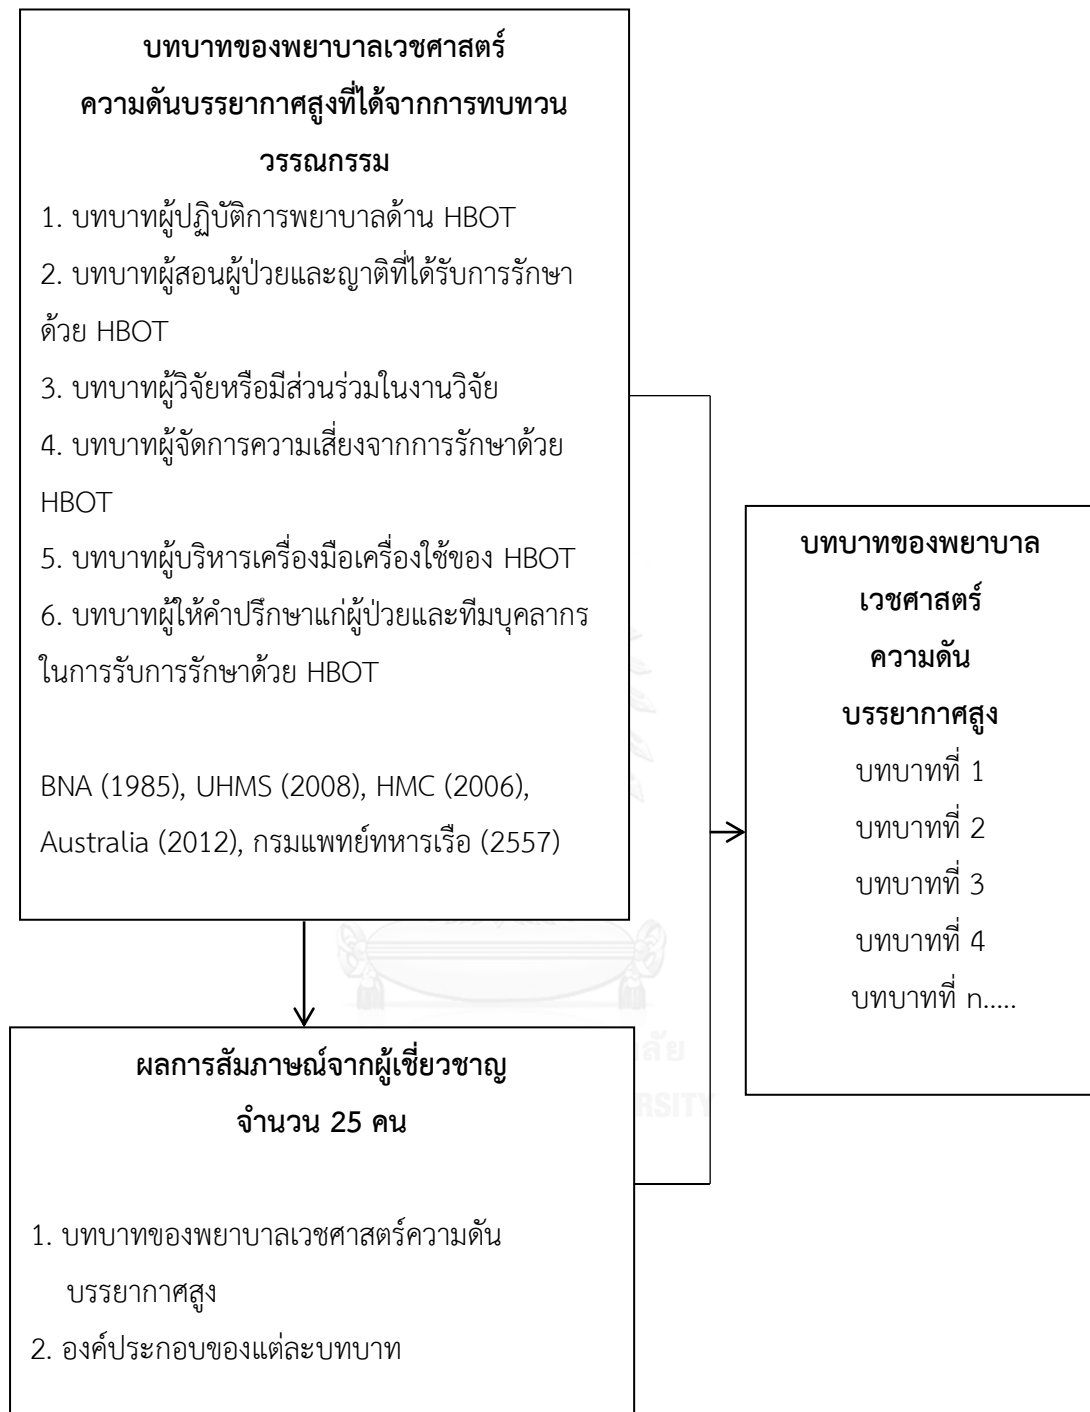 บทบาทของพยาบาลเวชศาสตร์
ความดันบรรยากาศสูงที่ได้จากการทบทวน
วรรณกรรม
1. บทบาทผู้ปฏิบัติการพยาบาลด้าน HBOT
2. บทบาทผู้สอนผู้ป่วยและญาติที่ได้รับการรักษา
ด้วย HBOT
3. บทบาทผู้วิจัยหรือมีส่วนร่วมในงานวิจัย
4. บทบาทผู้จัดการความเสี่ยงจากการรักษาด้วย
HBOT
5. บทบาทผู้บริหารเครื่องมือเครื่องใช้ของ HBOT
6. บทบาทผู้ให้คำปรึกษาแก่ผู้ป่วยและทีมบุคลากร
ในการรับการรักษาด้วย HBOT
BNA (1985), UHMS (2008), HMC (2006),
Australia (2012), กรมแพทย์ทหารเรือ (2557)
ผลการสัมภาษณ์จากผู้เชี่ยวชาญ
จำนวน 25 คน
1. บทบาทของพยาบาลเวชศาสตร์ความดัน
บรรยากาศสูง
2. องค์ประกอบของแต่ละบทบาท
บทบาทของพยาบาล
เวชศาสตร์
ความดัน
บรรยากาศสูง
บทบาทที่ 1
บทบาทที่ 2
บทบาทที่ 3
บทบาทที่ 4
บทบาทที่ n.....